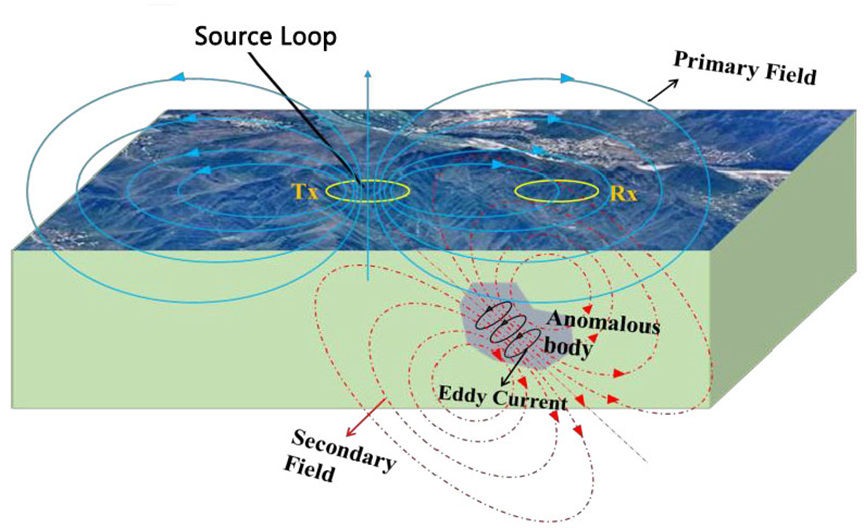 Source Loop
Primary Field
Tx
Rx
Anomalous
body
Eddy Current
Secondary
Field